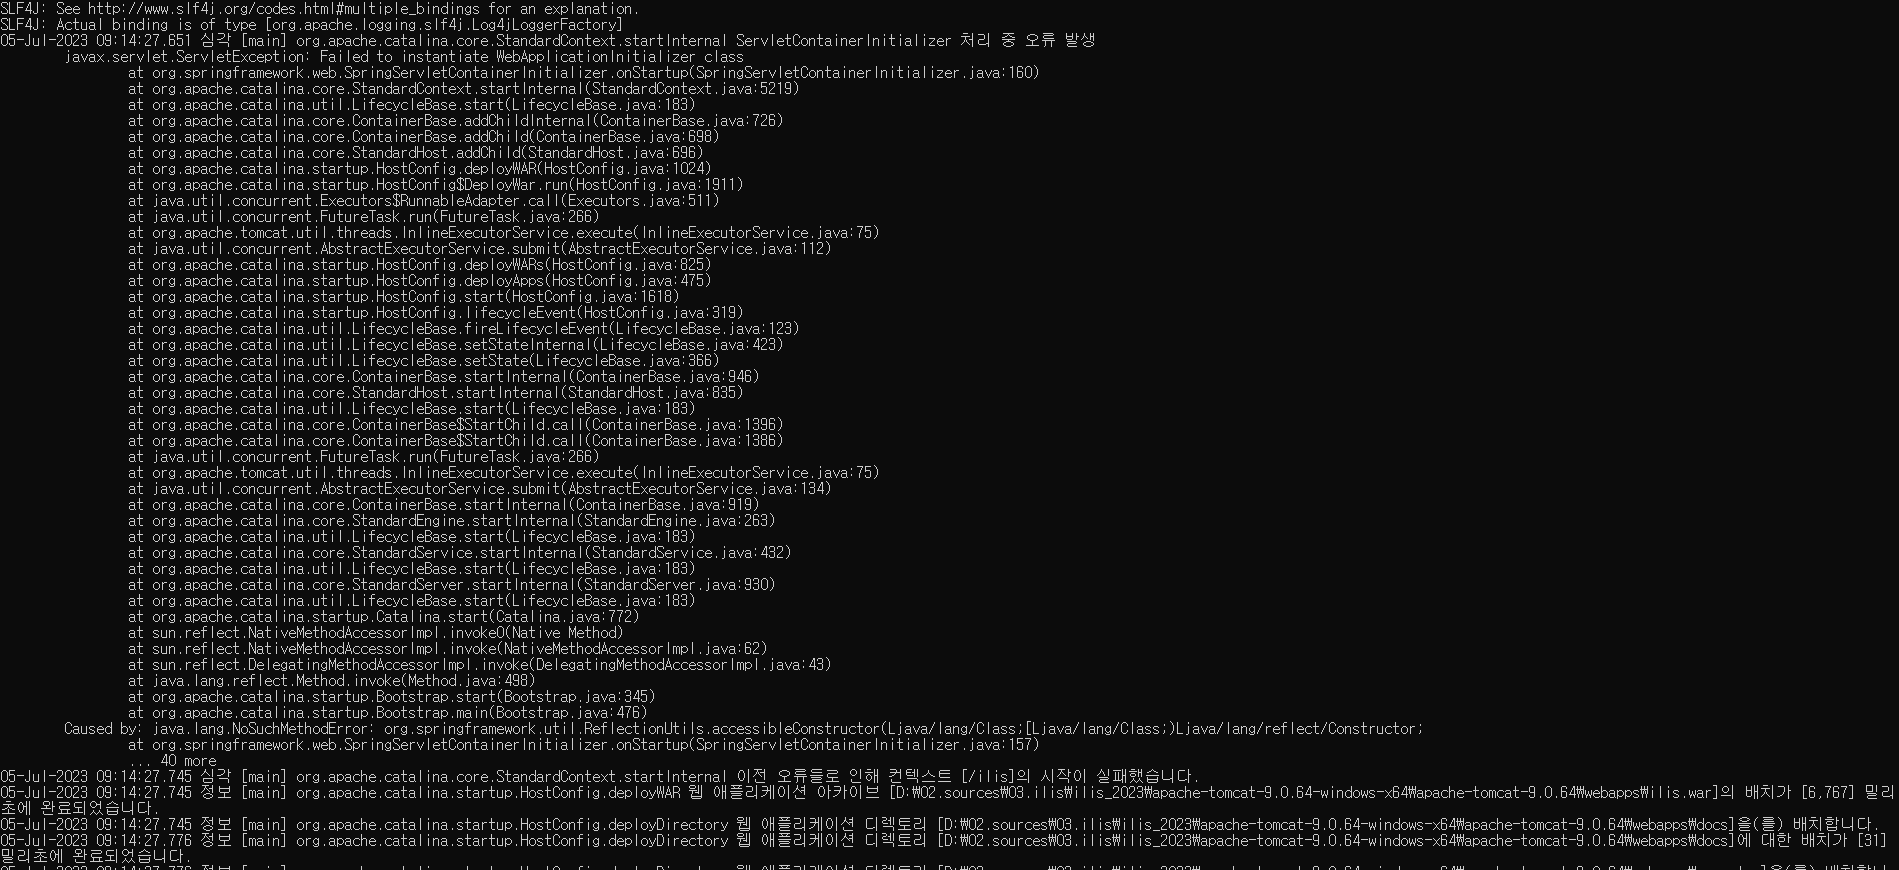 SLF4J: See http://www.slf4j.org/codes.html#multiple_bindings for an explanation.
SLF4J: Actual binding is of type [org.apache.logging.slf4j.Log4jLoggerFactory]
05-Jul-2023 09:14:27.651 심각 [main] org.apache.catalina.core.StandardContext.startInternal ServletContainerInitializer 처리 중 오류 발생
javax.servlet.ServletException: Failed to instantiate WebApplicationInitializer class
at org.springframework.web.SpringServletContainerInitializer.onStartup(SpringServletContainerInitializer.java:160)
at org.apache.catalina.core.StandardContext.startInternal(StandardContext.java:5219)
at org.apache.catalina.util.LifecycleBase.start(LifecycleBase.java:183)
at org.apache.catalina.core.ContainerBase.addChildInternal(ContainerBase.java:726)
at org.apache.catalina.core.ContainerBase.addChild(ContainerBase.java:698)
at org.apache.catalina.core.StandardHost.addChild(StandardHost.java:696)
at org.apache.catalina.startup.HostConfig.deployWAR(HostConfig.java:1024)
at org.apache.catalina.startup.HostConfig$DeployWar.run(HostConfig.java:1911)
at java.util.concurrent.Executors$RunnableAdapter.call(Executors.java:511)
at java.util.concurrent.FutureTask.run(FutureTask.java:266)
at org.apache.tomcat.util.threads.InlineExecutorService.execute(InlineExecutorService.java:75)
at java.util.concurrent.AbstractExecutorService.submit(AbstractExecutorService.java:112)
at org.apache.catalina.startup.HostConfig.deployWARs(HostConfig.java:825)
at org.apache.catalina.startup.HostConfig.deployApps(HostConfig.java:475)
at org.apache.catalina.startup.HostConfig.start(HostConfig.java:1618)
at org.apache.catalina.startup.HostConfig.lifecycleEvent(HostConfig.java:319)
at org.apache.catalina.util.LifecycleBase.fireLifecycleEvent(LifecycleBase.java:123)
at org.apache.catalina.util.LifecycleBase.setStateInternal(LifecycleBase.java:423)
at org.apache.catalina.util.LifecycleBase.setState(LifecycleBase.java:366)
at org.apache.catalina.core.ContainerBase.startInternal(ContainerBase.java:946)
at org.apache.catalina.core.StandardHost.startInternal(StandardHost.java:835)
at org.apache.catalina.util.LifecycleBase.start(LifecycleBase.java:183)
at org.apache.catalina.core.ContainerBase$StartChild.call(ContainerBase.java:1396)
at org.apache.catalina.core.ContainerBase$StartChild.call(ContainerBase.java:1386)
at java.util.concurrent.FutureTask.run(FutureTask.java:266)
at org.apache.tomcat.util.threads.InlineExecutorService.execute(InlineExecutorService.java:75)
at java.util.concurrent.AbstractExecutorService.submit(AbstractExecutorService.java:134)
at org.apache.catalina.core.ContainerBase.startInternal(ContainerBase.java:919)
at org.apache.catalina.core.StandardEngine.startInternal(StandardEngine.java:263)
at org.apache.catalina.util.LifecycleBase.start(LifecycleBase.java:183)
at org.apache.catalina.core.StandardService.startInternal(StandardService.java:432)
at org.apache.catalina.util.LifecycleBase.start(LifecycleBase.java:183)
at org.apache.catalina.core.StandardServer.startInternal(StandardServer.java:930)
at org.apache.catalina.util.LifecycleBase.start(LifecycleBase.java:183)
at org.apache.catalina.startup.Catalina.start(Catalina.java:772)
at sun.reflect.NativeMethodAccessorImpl.invoke0(Native Method)
at sun.reflect.NativeMethodAccessorImpl.invoke(NativeMethodAccessorImpl.java:62)
at sun.reflect.DelegatingMethodAccessorImpl.invoke(DelegatingMethodAccessorImpl.java:43)
at java.lang.reflect.Method.invoke(Method.java:498)
at org.apache.catalina.startup.Bootstrap.start(Bootstrap.java:345)
at org.apache.catalina.startup.Bootstrap.main(Bootstrap.java:476)
Caused by: java.lang.NoSuchMethodError: org.springframework.util.ReflectionUtils.accessibleConstructor(Ljava/lang/Class;[Ljava/lang/Class;)Ljava/lang/reflect/Constructor;
at org.springframework.web.SpringServletContainerInitializer.onStartup(SpringServletContainerInitializer.java:157)
... 40 more
05-Jul-2023 09:14:27.745 심각 [main] org.apache.catalina.core.StandardContext.startInternal 이전 오류들로 인해 컨텍스트 [/ilis]의 시작이 실패했습니다.
05-Jul-2023 09:14:27.745 정보 [main] org.apache.catalina.startup.HostConfig.deployWAR 웹 애플리케이션 아카이브 [D:₩02.sources₩03.ilis₩ilis_2023₩apache-tomcat-9.0.64-windows-x64₩apache-tomcat-9.0.64₩webapps₩ilis.war]의 배치가 [6,767] 밀리
초에 완료되었습니다.
05-Jul-2023 09:14:27.745 정보 [main] org.apache.catalina.startup.HostConfig.deployDirectory 웹 애플리케이션 디렉토리 [D:₩02.sources₩03.ilis₩ilis_2023₩apache-tomcat-9.0.64-windows-x64₩apache-tomcat-9.0.64₩webapps₩docs]을(를) 배치합니다.
05-Jul-2023 09:14:27.776 정보 [main] org.apache.catalina.startup.HostConfig.deployDirectory 웹 애플리케이션 디렉토리 [D:₩02.sources₩03.ilis₩ilis_2023₩apache-tomcat-9.0.64-windows-x64₩apache-tomcat-9.0.64₩webapps₩docs]에 대한 배치가 [31]
밀리초에 완료되었습니다.